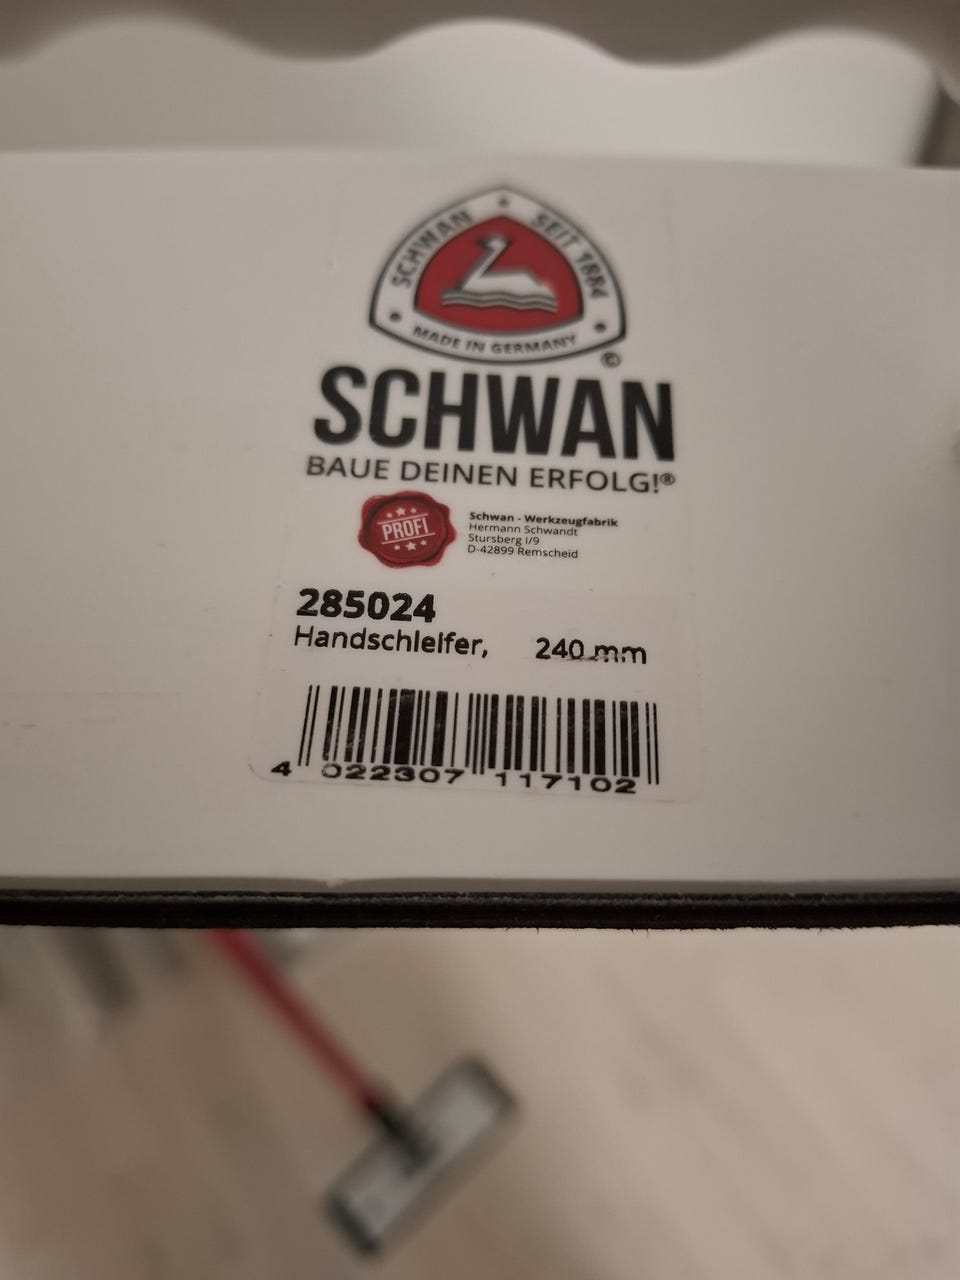 SCHWAN • SEIT 1884
MADE IN GERMANY
©
SCHWAN
BAUE DEINEN ERFOLG!®
PROFI
Schwan - Werkzeugfabrik
Hermann Schwandt
Stursberg I/9
D-42899 Remscheid
285024
Handschleifer, 240 mm
4 022307 117102